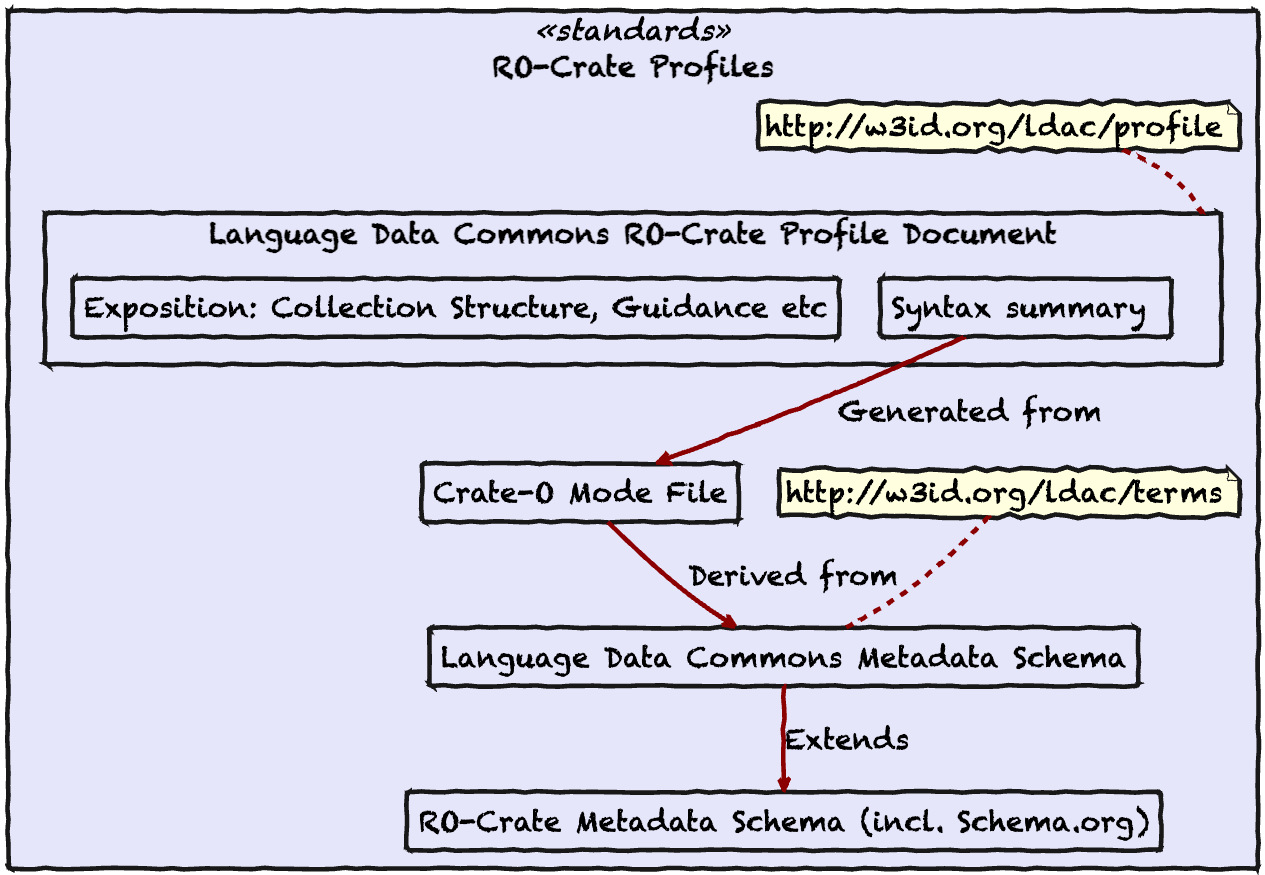 «standards»
RO-Crate Profiles
http://w3id.org/ldac/profile
Language Data Commons RO-Crate Profile Document
Exposition: Collection Structure, Guidance etc
Syntax summary
Generated from
Crate-O Mode File
http://w3id.org/ldac/terms
Derived from
Language Data Commons Metadata Schema
Extends
RO-Crate Metadata Schema (incl. Schema.org)